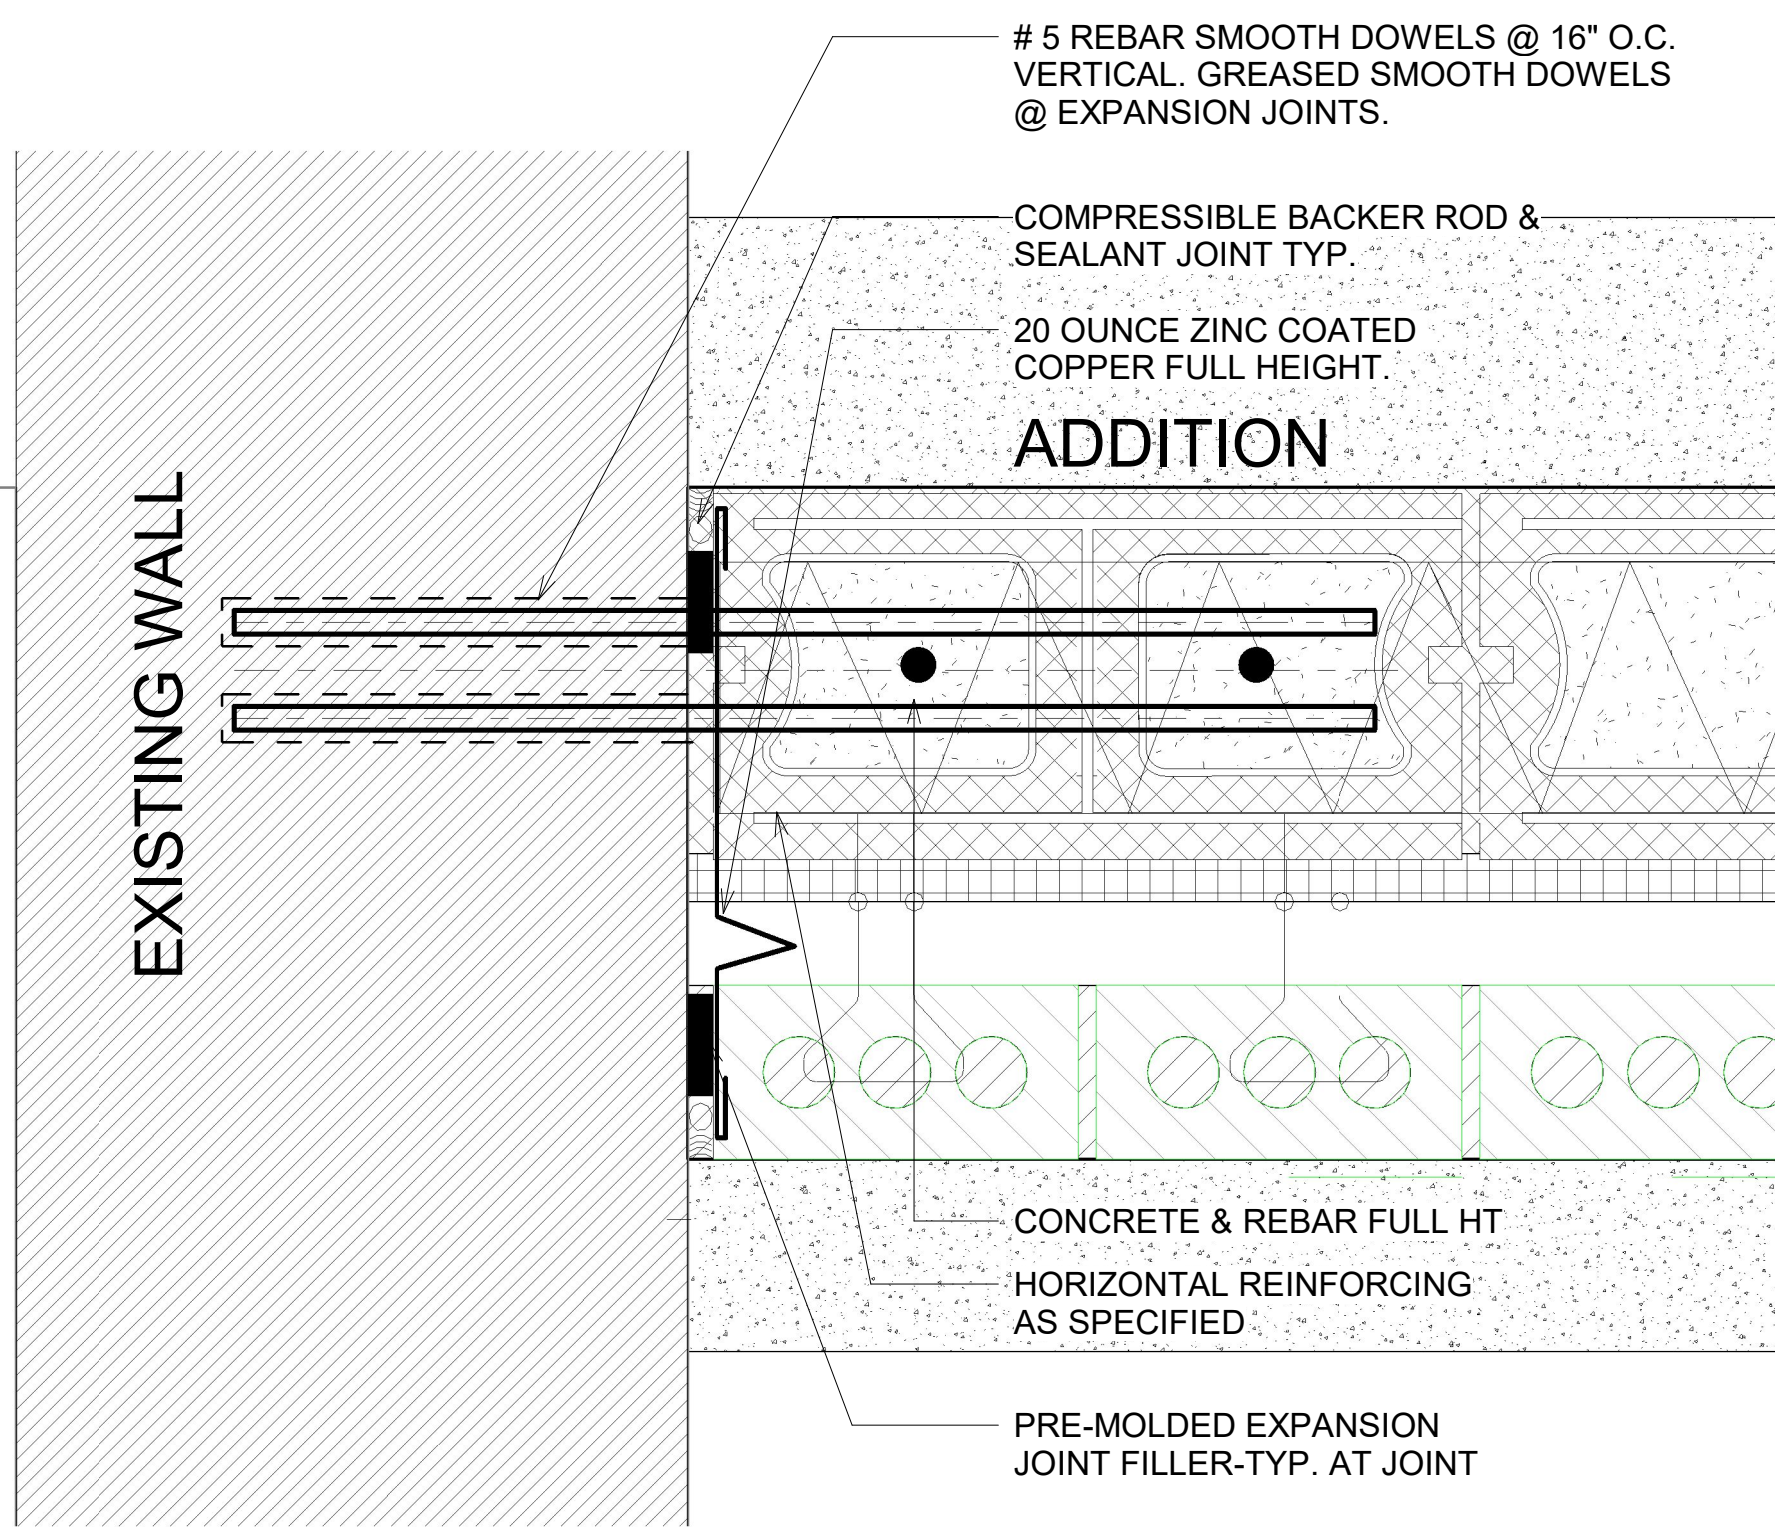 # 5 REBAR SMOOTH DOWELS @ 16" O.C.
VERTICAL. GREASED SMOOTH DOWELS
@ EXPANSION JOINTS.
COMPRESSIBLE BACKER ROD &
SEALANT JOINT TYP.
20 OUNCE ZINC COATED
COPPER FULL HEIGHT.
ADDITION
EXISTING WALL
CONCRETE & REBAR FULL HT
HORIZONTAL REINFORCING
AS SPECIFIED
PRE-MOLDED EXPANSION
JOINT FILLER-TYP. AT JOINT